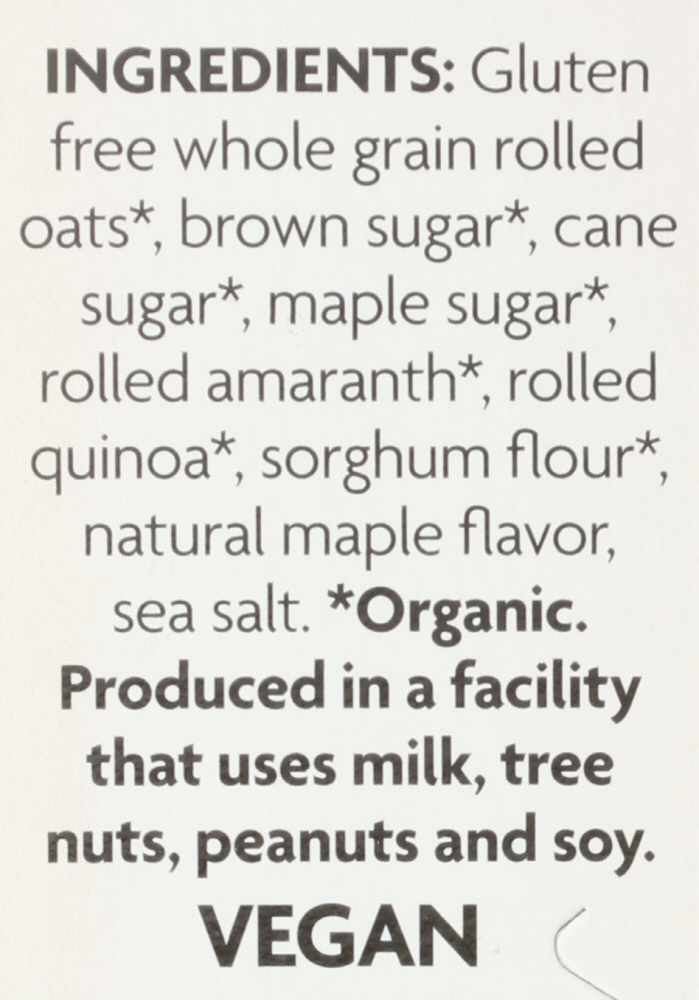 INGREDIENTS: Gluten
free whole grain rolled
oats*, brown sugar*, cane
sugar*, maple sugar*,
rolled amaranth*, rolled
quinoa*, sorghum flour*,
natural maple flavor,
sea salt. *Organic.
Produced in a facility
that uses milk, tree
nuts, peanuts and soy.
VEGAN